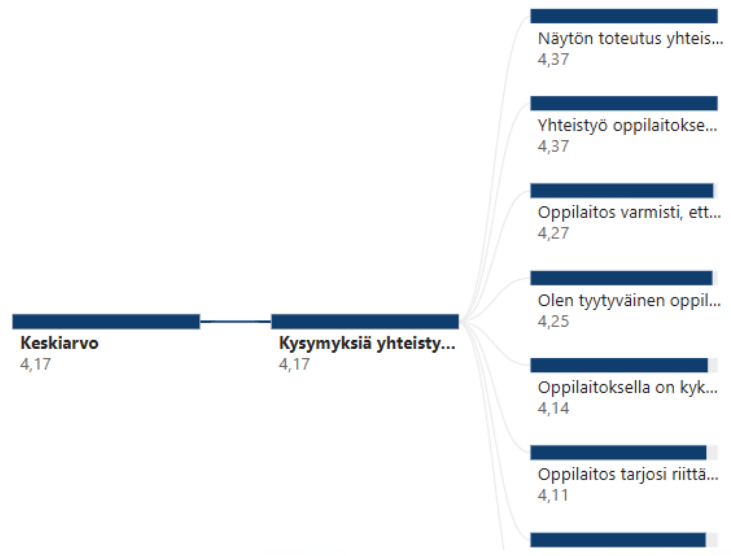 Näytön toteutus yhteis...
4,37
Yhteistyö oppilaitokse...
4,37
Oppilaitos varmisti, ett...
4,27
Olen tyytyväinen oppil...
4,25
Keskiarvo
4,17
Kysymyksiä yhteisty...
4,17
Oppilaitoksella on kyk...
4,14
Oppilaitos tarjosi riittä...
4,11